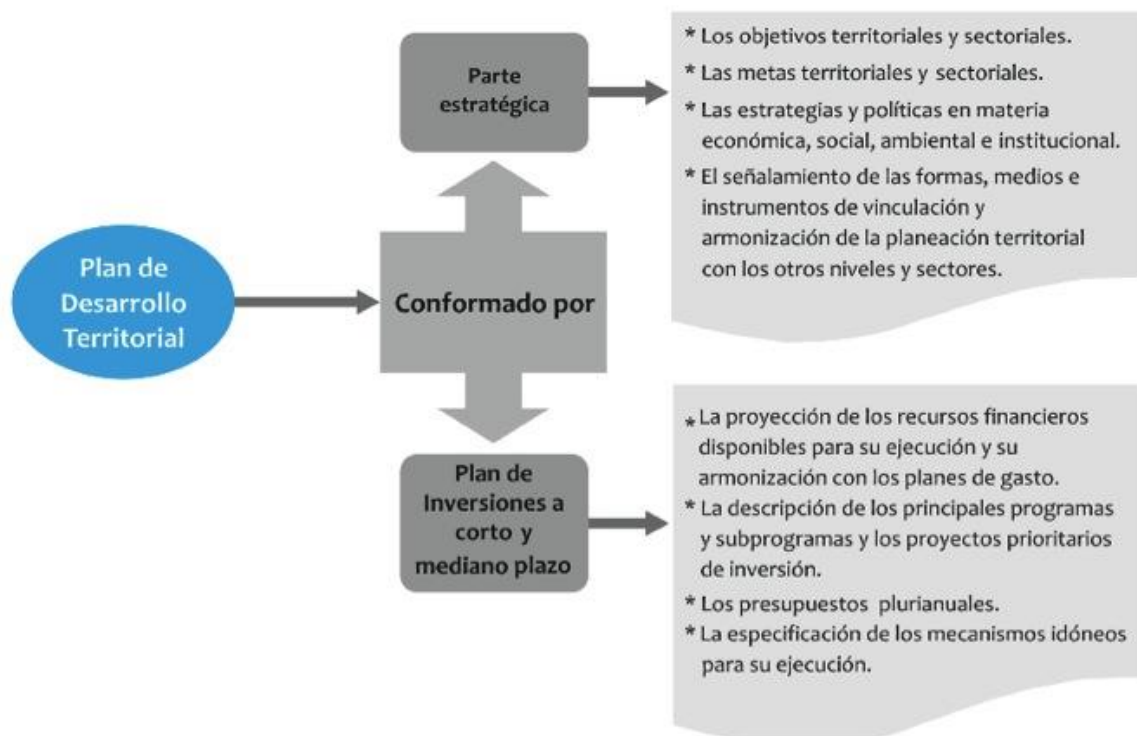 Plan de
Desarrollo
Territorial
Conformado por
Parte
estratégica
* Los objetivos territoriales y sectoriales.
* Las metas territoriales y sectoriales.
* Las estrategias y políticas en materia
económica, social, ambiental e institucional.
* El señalamiento de las formas, medios e
instrumentos de vinculación y
armonización de la planeación territorial
con los otros niveles y sectores.
Plan de
Inversiones a
corto y
mediano plazo
* La proyección de los recursos financieros
disponibles para su ejecución y su
armonización con los planes de gasto.
* La descripción de los principales programas
y subprogramas y los proyectos prioritarios
de inversión.
* Los presupuestos plurianuales.
* La especificación de los mecanismos idóneos
para su ejecución.